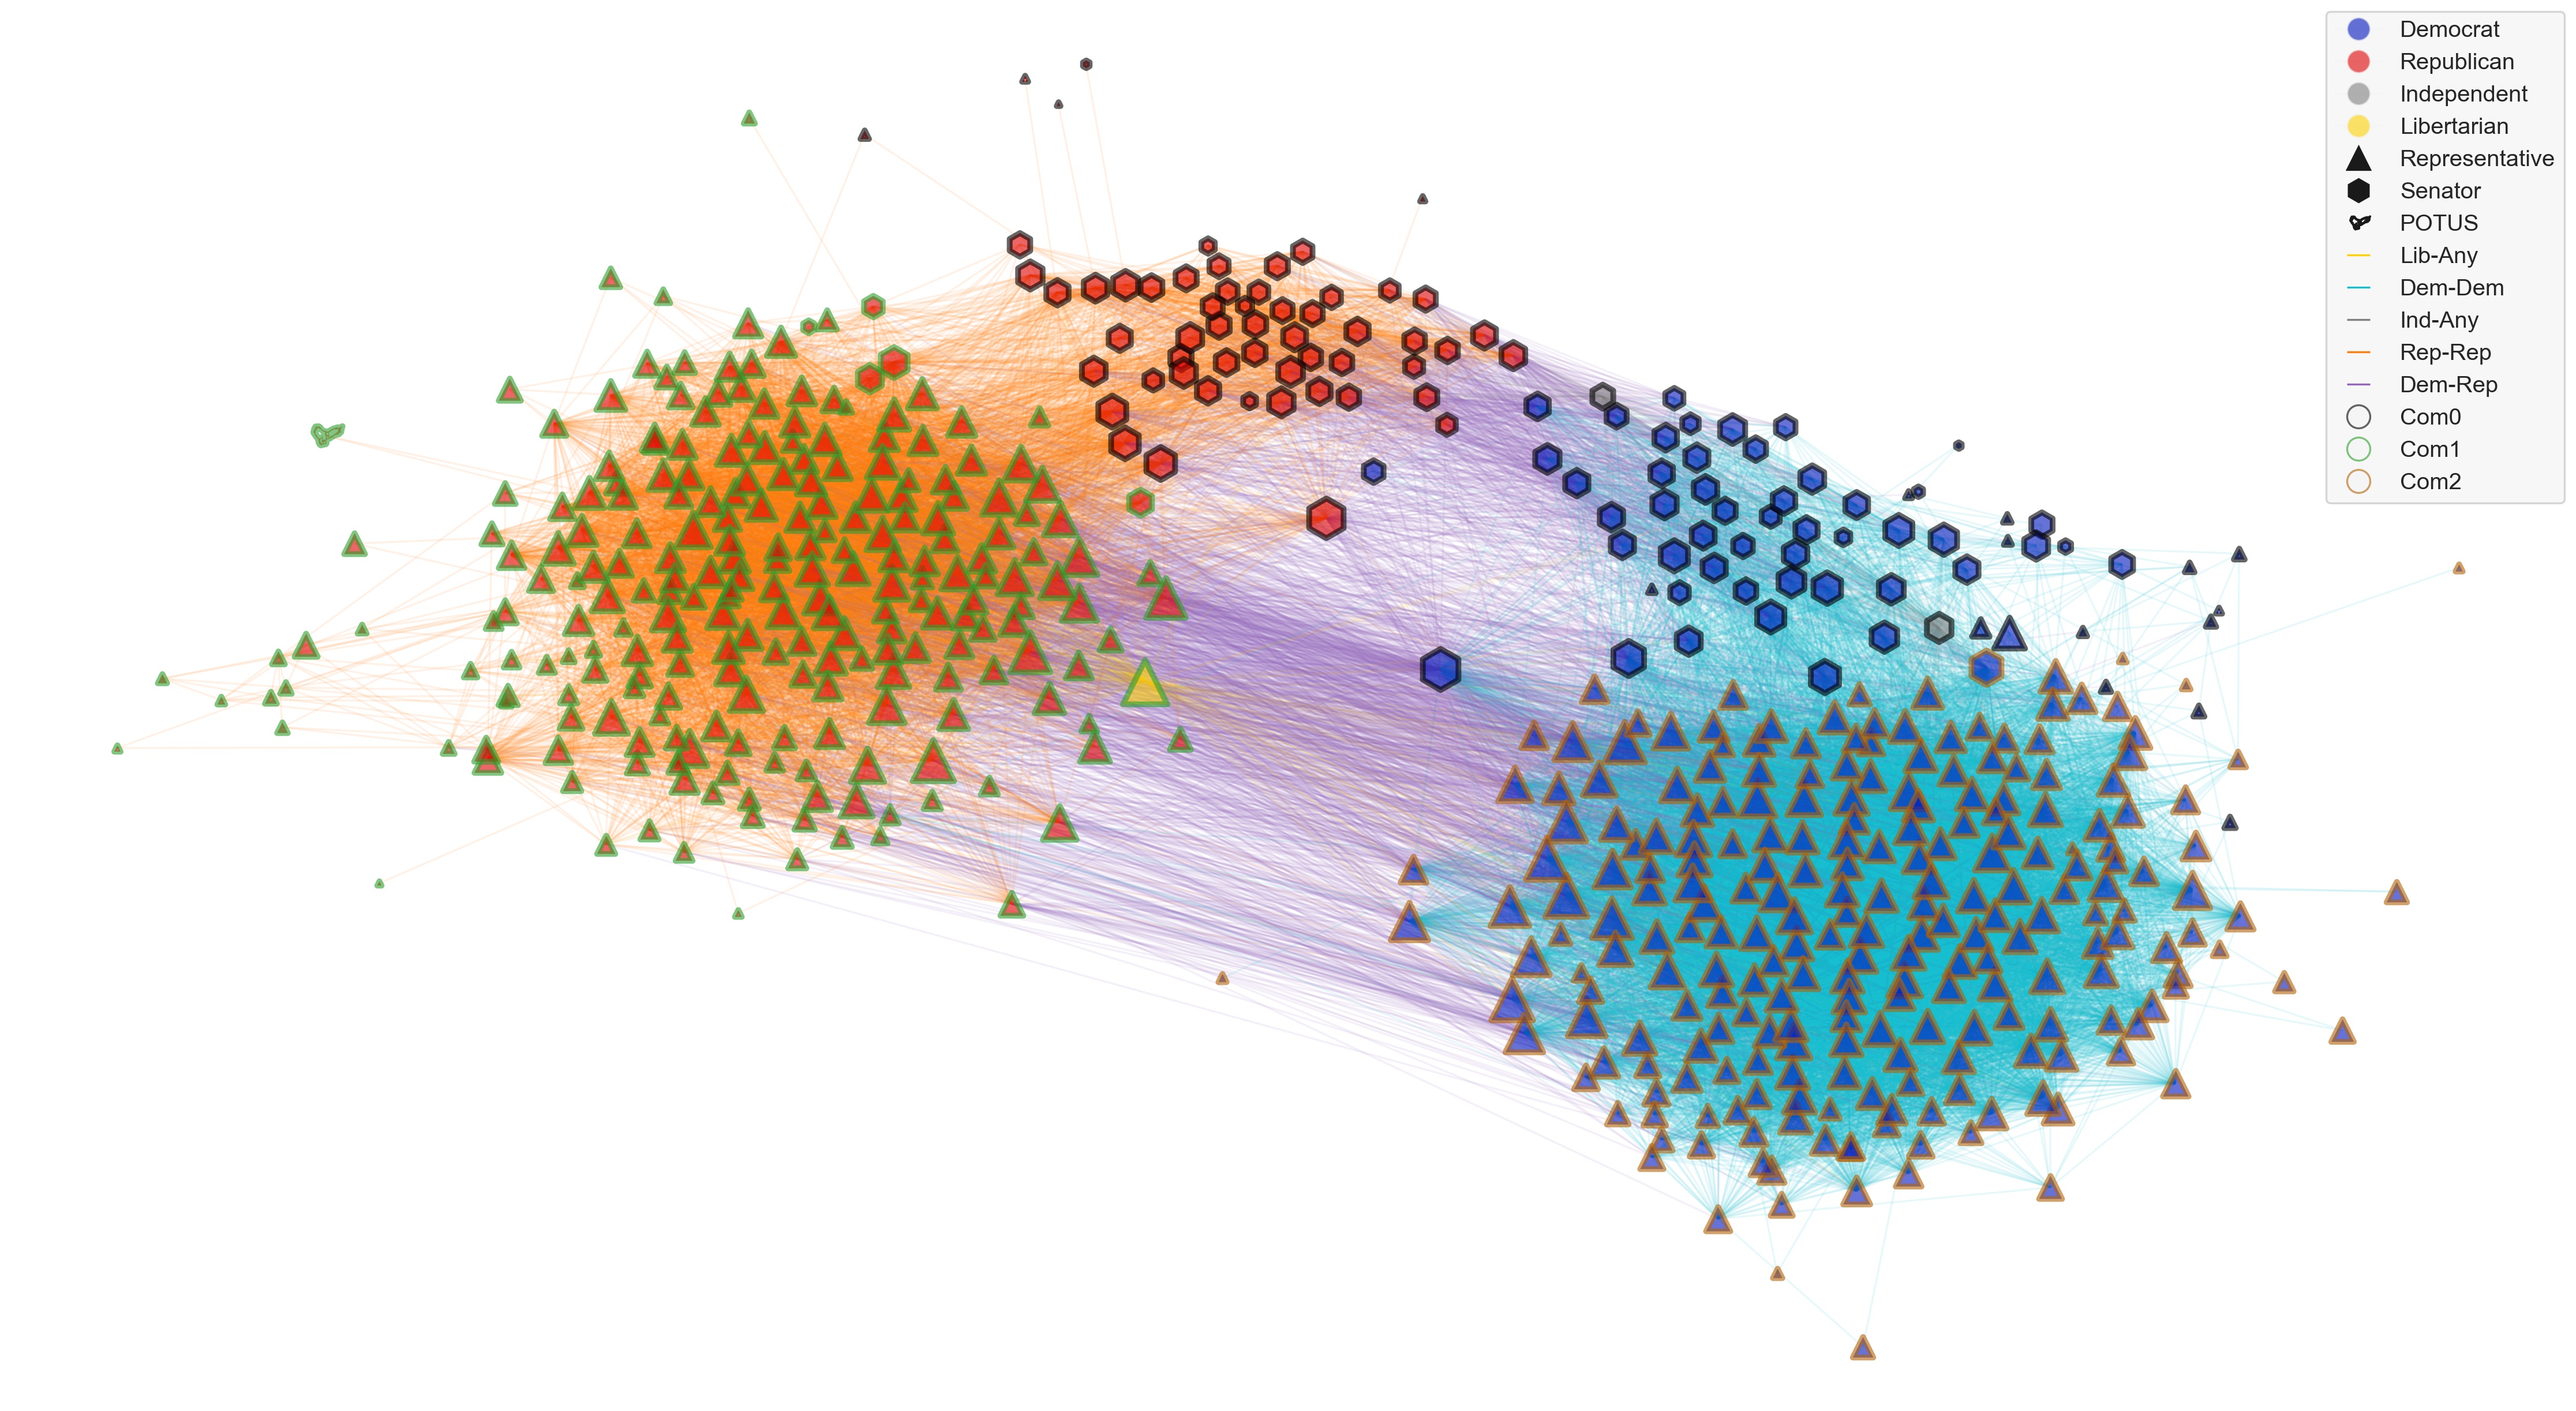 Democrat
Republican
Independent
Libertarian
Representative
Senator
POTUS
Lib-Any
Dem-Dem
Ind-Any
Rep-Rep
Dem-Rep
Com0
Com1
Com2